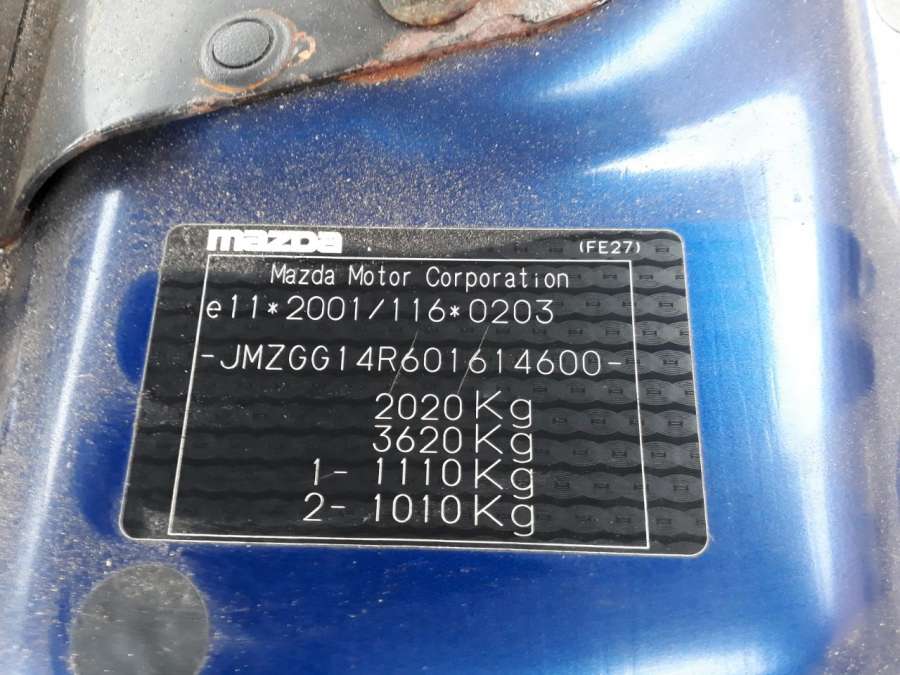 mazda (FE27)
Mazda Motor Corporation
e11*2001/116*0203
-JMZGG14R601614600-
2020Kg
3620Kg
1- 1110Kg
2- 1010Kg